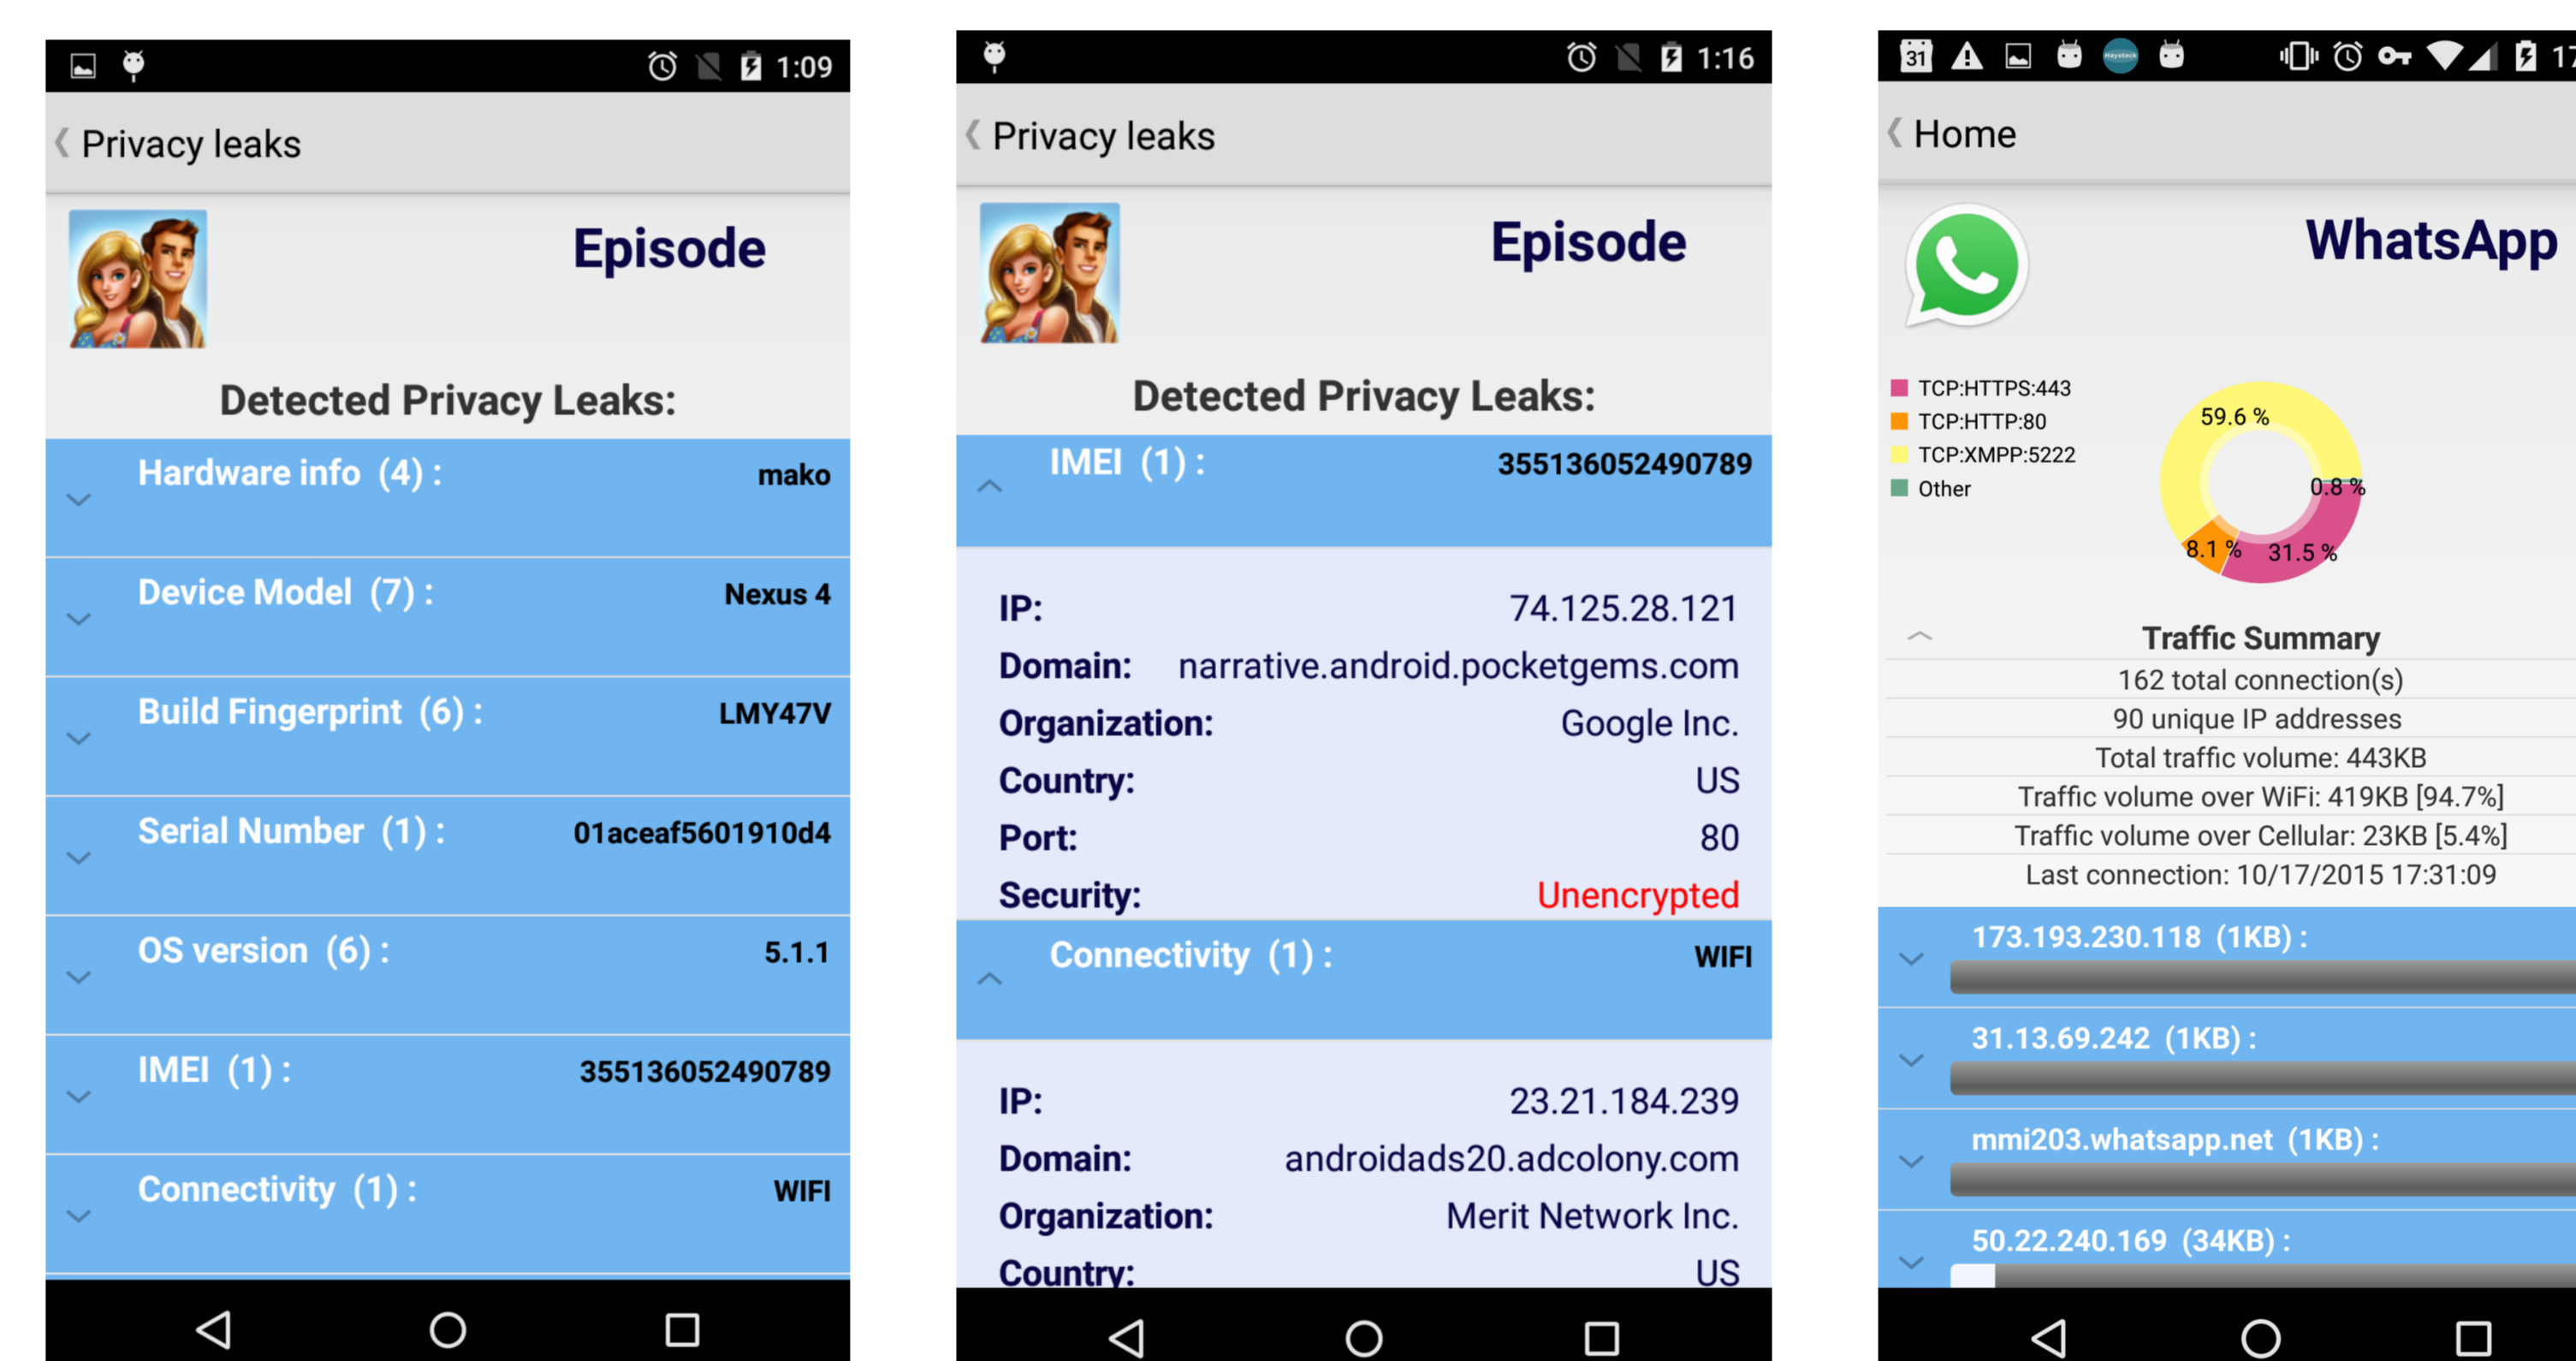 1:09
Privacy leaks
Episode
Detected Privacy Leaks:
Hardware info (4) : mako
Device Model (7) : Nexus 4
Build Fingerprint (6) : LMY47V
Serial Number (1) : 01aceaf5601910d4
OS version (6) : 5.1.1
IMEI (1) : 355136052490789
Connectivity (1) : WIFI
1:16
Privacy leaks
Episode
Detected Privacy Leaks:
IMEI (1) : 355136052490789
IP: 74.125.28.121
Domain: narrative.android.pocketgems.com
Organization: Google Inc.
Country: US
Port: 80
Security: Unencrypted
Connectivity (1) : WIFI
IP: 23.21.184.239
Domain: androidads20.adcolony.com
Organization: Merit Network Inc.
Country: US
31 Haystack 17
Home
WhatsApp
TCP:HTTPS:443
TCP:HTTP:80
TCP:XMPP:5222
Other
59.6 %
0.8 %
8.1 % 31.5 %
Traffic Summary
162 total connection(s)
90 unique IP addresses
Total traffic volume: 443KB
Traffic volume over WiFi: 419KB [94.7%]
Traffic volume over Cellular: 23KB [5.4%]
Last connection: 10/17/2015 17:31:09
173.193.230.118 (1KB) :
31.13.69.242 (1KB) :
mmi203.whatsapp.net (1KB) :
50.22.240.169 (34KB) :